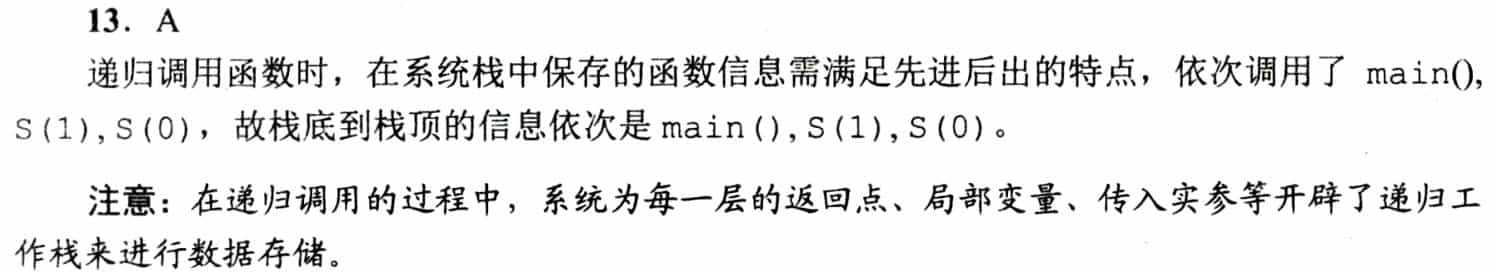 13. A
递归调用函数时，在系统栈中保存的函数信息需满足先进后出的特点，依次调用了 main(),
S(1),S(0)，故栈底到栈顶的信息依次是 main(),S(1),S(0)。
注意：在递归调用的过程中，系统为每一层的返回点、局部变量、传入实参等开辟了递归工
作栈来进行数据存储。